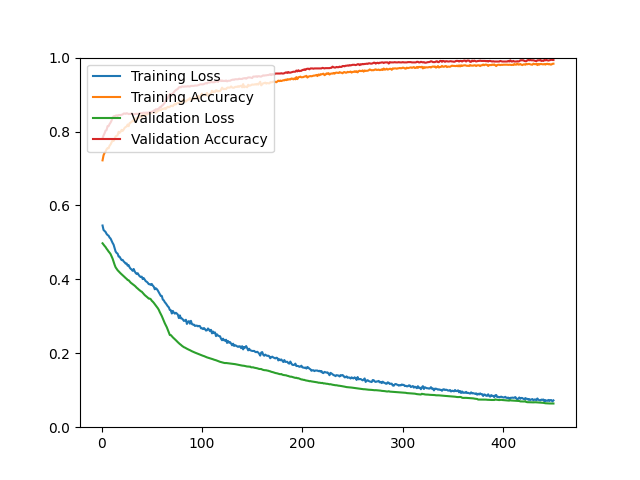 1.0
0.8
0.6
0.4
0.2
0.0
Training Loss
Training Accuracy
Validation Loss
Validation Accuracy
0 100 200 300 400